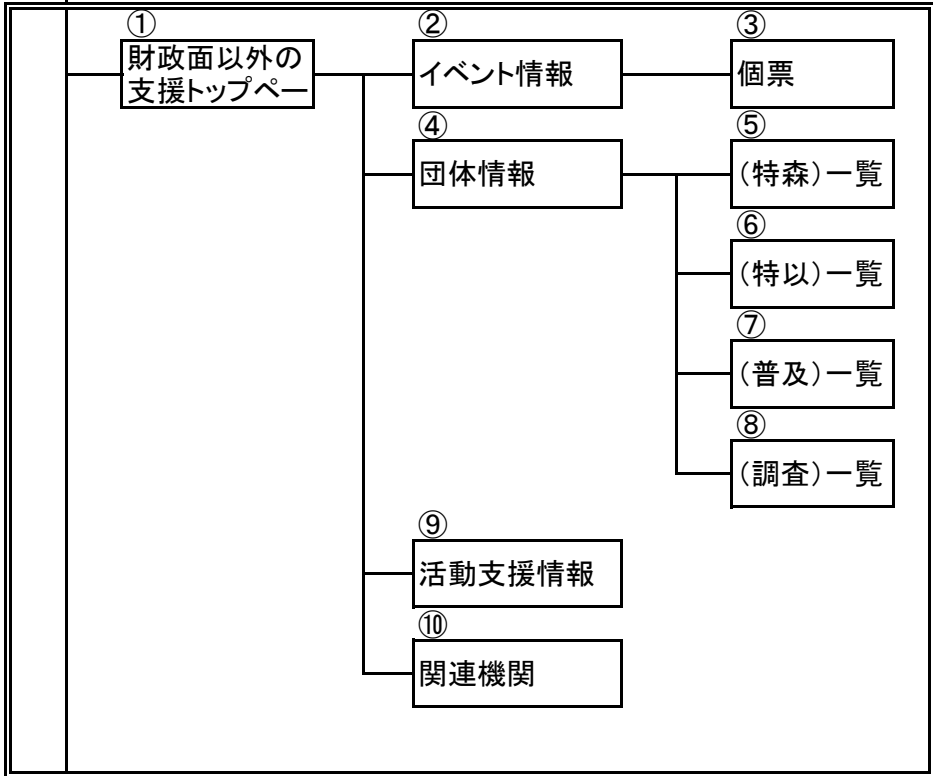 ①
財政面以外の
支援トップペー
②
イベント情報
③
個票
④
団体情報
⑤
(特森)一覧
⑥
(特以)一覧
⑦
(普及)一覧
⑧
(調査)一覧
⑨
活動支援情報
⑩
関連機関